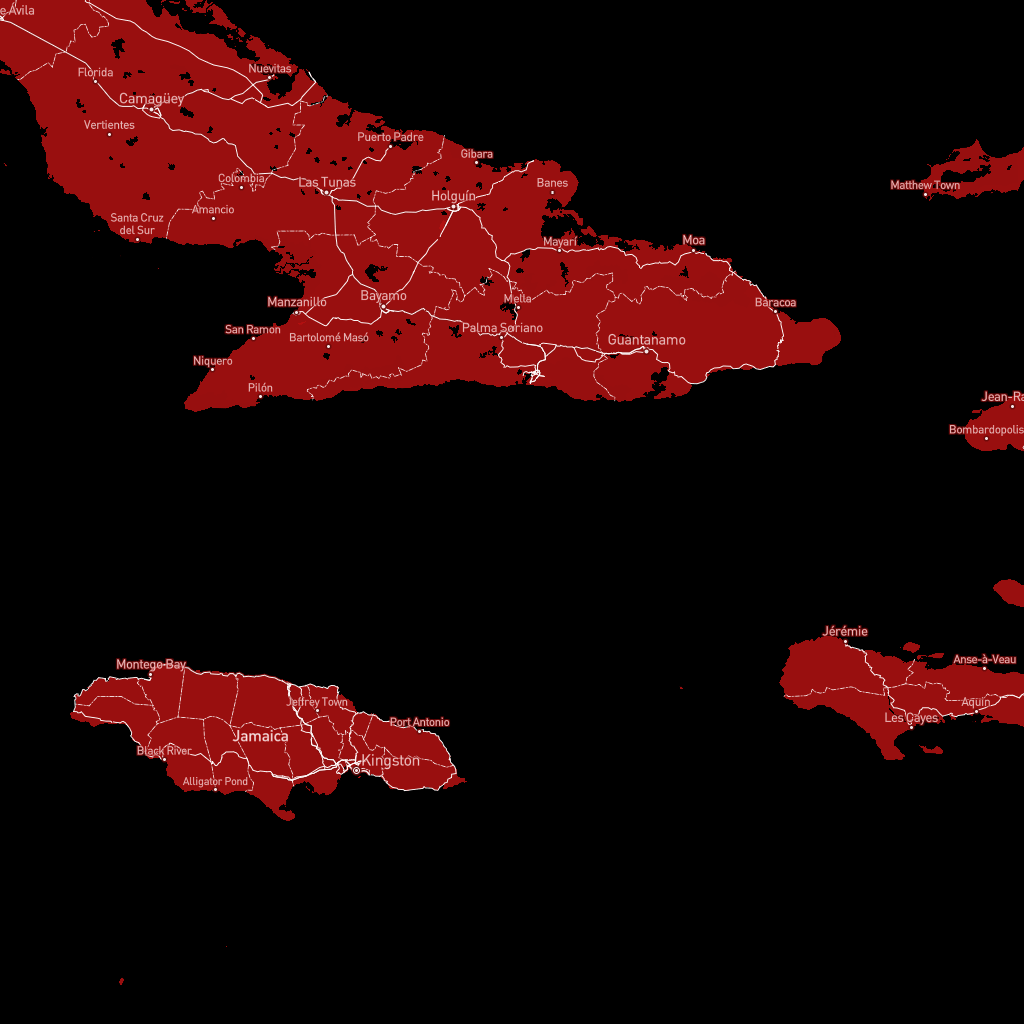 e Avila
Florida
Nuevitas
Camagüey
Vertientes
Puerto Padre
Gibara
Colombia
Las Tunas
Banes
Matthew Town
Holguín
Amancio
Santa Cruz
del Sur
Mayarí
Moa
Bayamo
Mella
Manzanillo
Baracoa
San Ramón
Bartolomé Masó
Palma Soriano
Guantanamo
Niquero
Pilón
Jean-Ra
Bombardopolis
Jérémie
Montego-Bay
Anse-à-Veau
Jeffrey Town
Aquin
Port Antonio
Les Cayes
Jamaica
Black River
Kingston
Alligator Pond